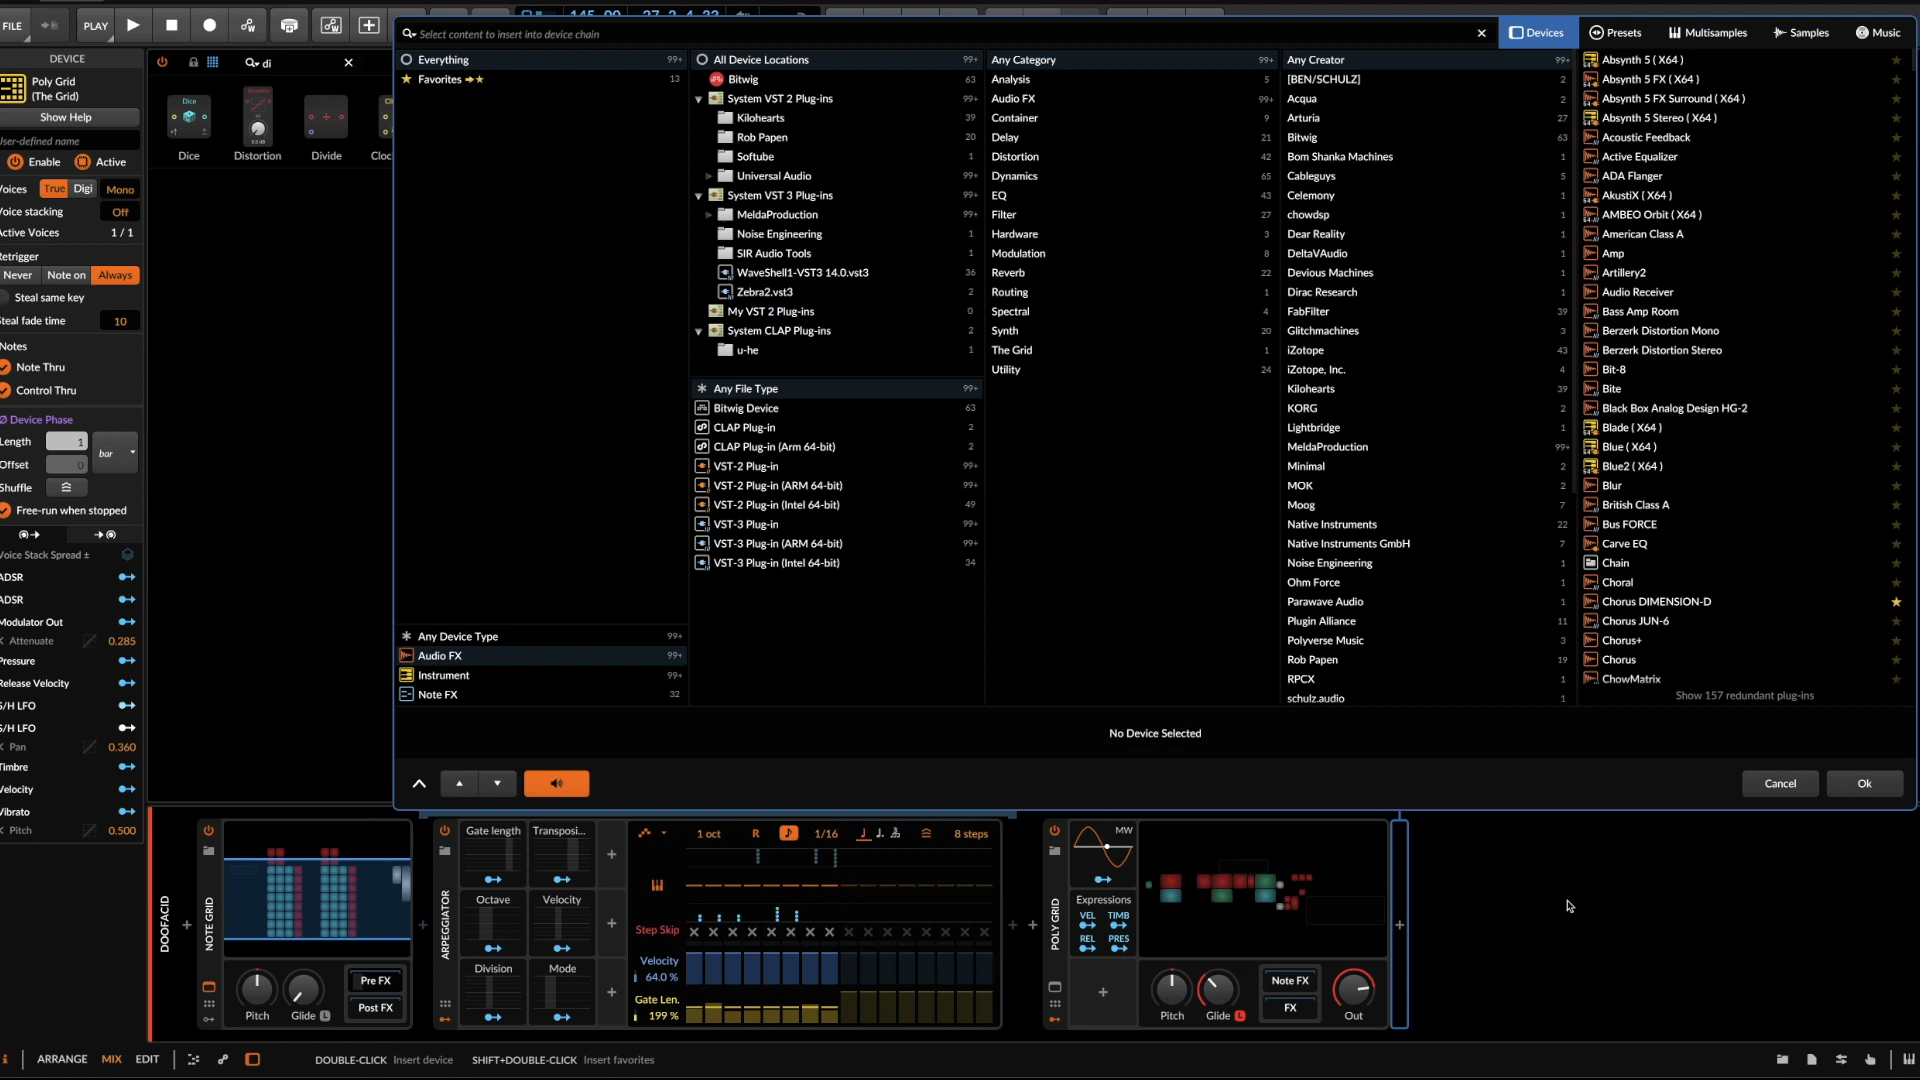 FILE
PLAY
145.00
27.2.4.32
DEVICE
Poly Grid
(The Grid)
Show Help
User-defined name
Enable
Active
Voices
True
Digi
Mono
Voice stacking
Off
Active Voices
1 / 1
Retrigger
Never
Note on
Always
Steal same key
Steal fade time
10
Notes
Note Thru
Control Thru
Ø Device Phase
Length
1
bar
Offset
0
Shuffle
Free-run when stopped
Voice Stack Spread ±
ADSR
ADSR
Modulator Out
Attenuate
0.285
Pressure
Release Velocity
S/H LFO
S/H LFO
Pan
0.360
Timbre
Velocity
Vibrato
Pitch
0.500
di
Dice
Dice
Distortion
Divide
Select content to insert into device chain
Devices
Presets
Multisamples
Samples
Music
Everything 99+
Favorites 13
Any Device Type 99+
Audio FX 99+
Instrument 99+
Note FX 32
All Device Locations 99+
Bitwig 63
System VST 2 Plug-ins 99+
Kilohearts 39
Rob Papen 20
Softube 1
Universal Audio 99+
System VST 3 Plug-ins 99+
MeldaProduction 99+
Noise Engineering 1
SIR Audio Tools 1
WaveShell1-VST3 14.0.vst3 36
Zebra2.vst3 2
My VST 2 Plug-ins 0
System CLAP Plug-ins 3
u-he 1
Any File Type 99+
Bitwig Device 63
CLAP Plug-in 2
CLAP Plug-in (Arm 64-bit) 2
VST-2 Plug-in 99+
VST-2 Plug-in (ARM 64-bit) 99+
VST-2 Plug-in (Intel 64-bit) 49
VST-3 Plug-in 99+
VST-3 Plug-in (ARM 64-bit) 99+
VST-3 Plug-in (Intel 64-bit) 34
Any Category 99+
Analysis 5
Audio FX 99+
Container 9
Delay 21
Distortion 42
Dynamics 65
EQ 43
Filter 27
Hardware 3
Modulation 8
Reverb 22
Routing 1
Spectral 4
Synth 20
The Grid 1
Utility 24
Any Creator 99+
[BEN/SCHULZ] 1
Acqua 2
Arturia 27
Bitwig 63
Bom Shanka Machines 1
Cableguys 5
Celemony 1
chowdsp 1
Dear Reality 1
DeltaVAudio 1
Devious Machines 1
Dirac Research 1
FabFilter 39
Glitchmachines 2
iZotope 43
iZotope, Inc. 4
Kilohearts 39
KORG 2
Lightbridge 1
MeldaProduction 99+
Minimal 2
MOK 2
Moog 7
Native Instruments 22
Native Instruments GmbH 7
Noise Engineering 1
Ohm Force 1
Parawave Audio 1
Plugin Alliance 11
Polyverse Music 3
Rob Papen 19
RPCX 1
schulz.audio 1
Absynth 5 ( X64 )
Absynth 5 FX ( X64 )
Absynth 5 FX Surround ( X64 )
Absynth 5 Stereo ( X64 )
Acoustic Feedback
Active Equalizer
ADA Flanger
AkustiX ( X64 )
AMBEO Orbit ( X64 )
American Class A
Amp
Artillery2
Audio Receiver
Bass Amp Room
Berzerk Distortion Mono
Berzerk Distortion Stereo
Bit-8
Bite
Black Box Analog Design HG-2
Blade ( X64 )
Blue ( X64 )
Blue2 ( X64 )
Blur
British Class A
Bus FORCE
Carve EQ
Chain
Choral
Chorus DIMENSION-D
Chorus JUN-6
Chorus+
Chorus
ChowMatrix
Show 157 redundant plug-ins
No Device Selected
Cancel
Ok
DOOFACID
NOTE GRID
Pitch
Glide
L
Pre FX
Post FX
ARPEGGIATOR
Gate length
Transposi...
Octave
Velocity
Division
Mode
1 oct
R
1/16
8 steps
Step Skip
Velocity
64.0 %
Gate Len.
199 %
POLY GRID
MW
Expressions
VEL
TIMB
REL
PRES
Pitch
Glide
L
Note FX
FX
Out
ARRANGE
MIX
EDIT
DOUBLE-CLICK Insert device
SHIFT+DOUBLE-CLICK Insert favorites